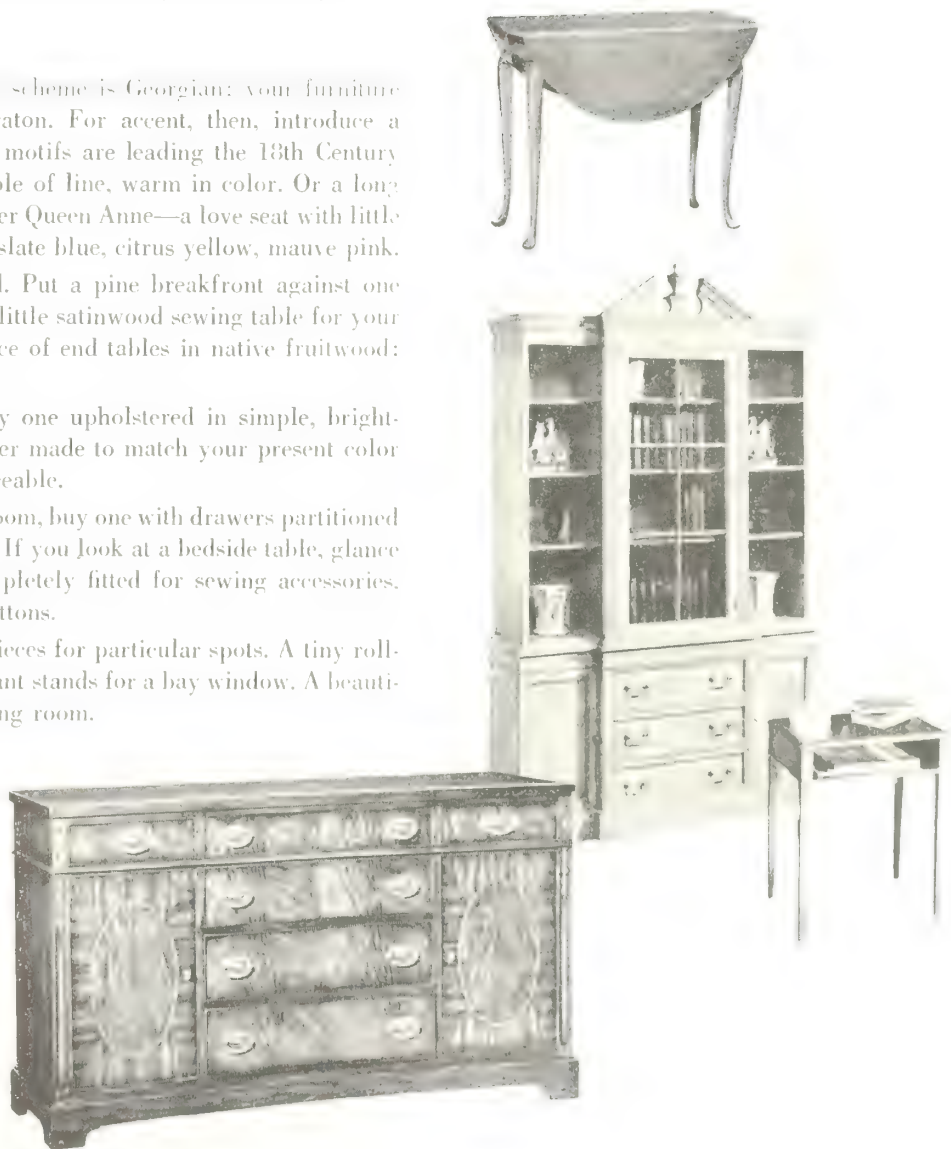 scheme is Georgian: your furniture
raton. For accent, then, introduce a
motifs are leading the 18th Century
ple of line, warm in color. Or a long
er Queen Anne—a love seat with little
slate blue, citrus yellow, mauve pink.
l. Put a pine breakfront against one
little satinwood sewing table for your
ce of end tables in native fruitwood:
y one upholstered in simple, bright-
er made to match your present color
eable.
oom, buy one with drawers partitioned
If you look at a bedside table, glance
pletely fitted for sewing accessories.
ttons.
ieces for particular spots. A tiny roll-
ant stands for a bay window. A beauti-
ng room.